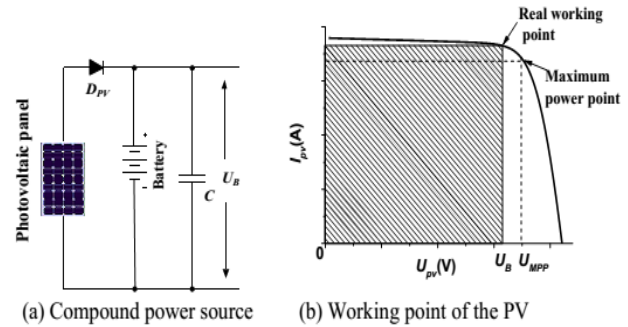 D_PV
Photovoltaic panel
+
Battery
-
C
U_B
(a) Compound power source
Real working
point
Maximum
power point
I_pv(A)
0
U_pv(V)
U_B
U_MPP
(b) Working point of the PV